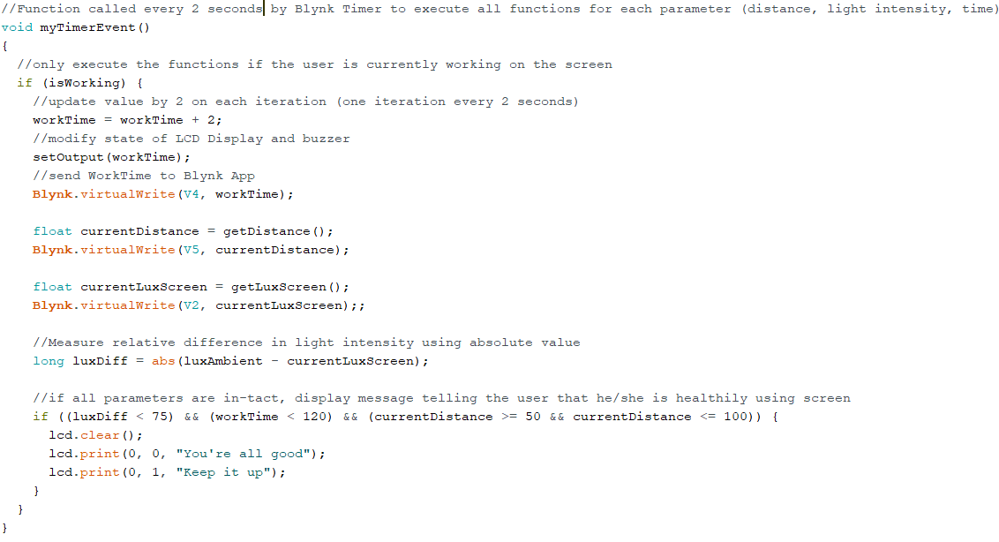 //Function called every 2 seconds by Blynk Timer to execute all functions for each parameter (distance, light intensity, time)
void myTimerEvent()
{
  //only execute the functions if the user is currently working on the screen
  if (isWorking) {
    //update value by 2 on each iteration (one iteration every 2 seconds)
    workTime = workTime + 2;
    //modify state of LCD Display and buzzer
    setOutput(workTime);
    //send WorkTime to Blynk App
    Blynk.virtualWrite(V4, workTime);

    float currentDistance = getDistance();
    Blynk.virtualWrite(V5, currentDistance);

    float currentLuxScreen = getLuxScreen();
    Blynk.virtualWrite(V2, currentLuxScreen);;

    //Measure relative difference in light intensity using absolute value
    long luxDiff = abs(luxAmbient - currentLuxScreen);

    //if all parameters are in-tact, display message telling the user that he/she is healthily using screen
    if ((luxDiff < 75) && (workTime < 120) && (currentDistance >= 50 && currentDistance <= 100)) {
      lcd.clear();
      lcd.print(0, 0, "You're all good");
      lcd.print(0, 1, "Keep it up");
    }
  }
}